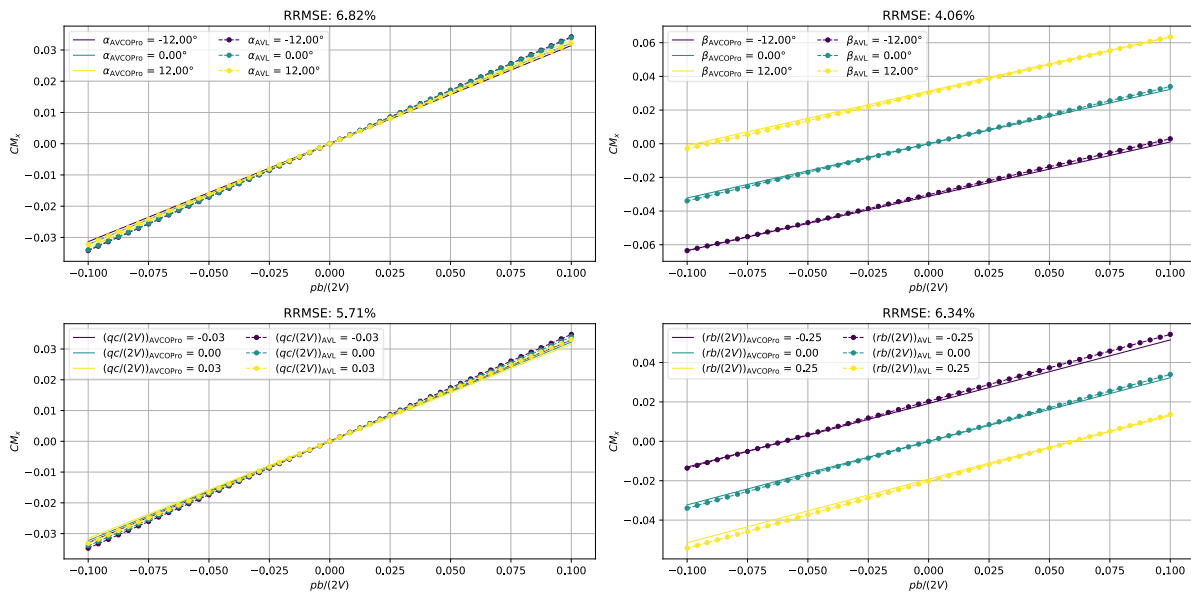 RRMSE: 6.82%
α_AVCOPro = -12.00° α_AVL = -12.00°
α_AVCOPro = 0.00° α_AVL = 0.00°
α_AVCOPro = 12.00° α_AVL = 12.00°
0.03
0.02
0.01
0.00
−0.01
−0.02
−0.03
CM_x
−0.100 −0.075 −0.050 −0.025 0.000 0.025 0.050 0.075 0.100
pb/(2V)
RRMSE: 4.06%
β_AVCOPro = -12.00° β_AVL = -12.00°
β_AVCOPro = 0.00° β_AVL = 0.00°
β_AVCOPro = 12.00° β_AVL = 12.00°
0.06
0.04
0.02
0.00
−0.02
−0.04
−0.06
CM_x
−0.100 −0.075 −0.050 −0.025 0.000 0.025 0.050 0.075 0.100
pb/(2V)
RRMSE: 5.71%
(qc/(2V))_AVCOPro = -0.03 (qc/(2V))_AVL = -0.03
(qc/(2V))_AVCOPro = 0.00 (qc/(2V))_AVL = 0.00
(qc/(2V))_AVCOPro = 0.03 (qc/(2V))_AVL = 0.03
0.03
0.02
0.01
0.00
−0.01
−0.02
−0.03
CM_x
−0.100 −0.075 −0.050 −0.025 0.000 0.025 0.050 0.075 0.100
pb/(2V)
RRMSE: 6.34%
(rb/(2V))_AVCOPro = -0.25 (rb/(2V))_AVL = -0.25
(rb/(2V))_AVCOPro = 0.00 (rb/(2V))_AVL = 0.00
(rb/(2V))_AVCOPro = 0.25 (rb/(2V))_AVL = 0.25
0.04
0.02
0.00
−0.02
−0.04
CM_x
−0.100 −0.075 −0.050 −0.025 0.000 0.025 0.050 0.075 0.100
pb/(2V)